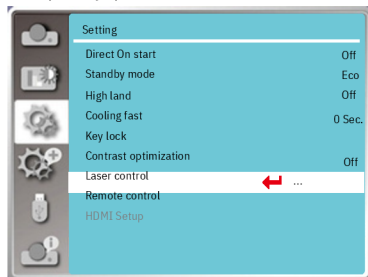 Setting
Direct On start Off
Standby mode Eco
High land Off
Cooling fast 0 Sec.
Key lock
Contrast optimization Off
Laser control ...
Remote control
HDMI Setup